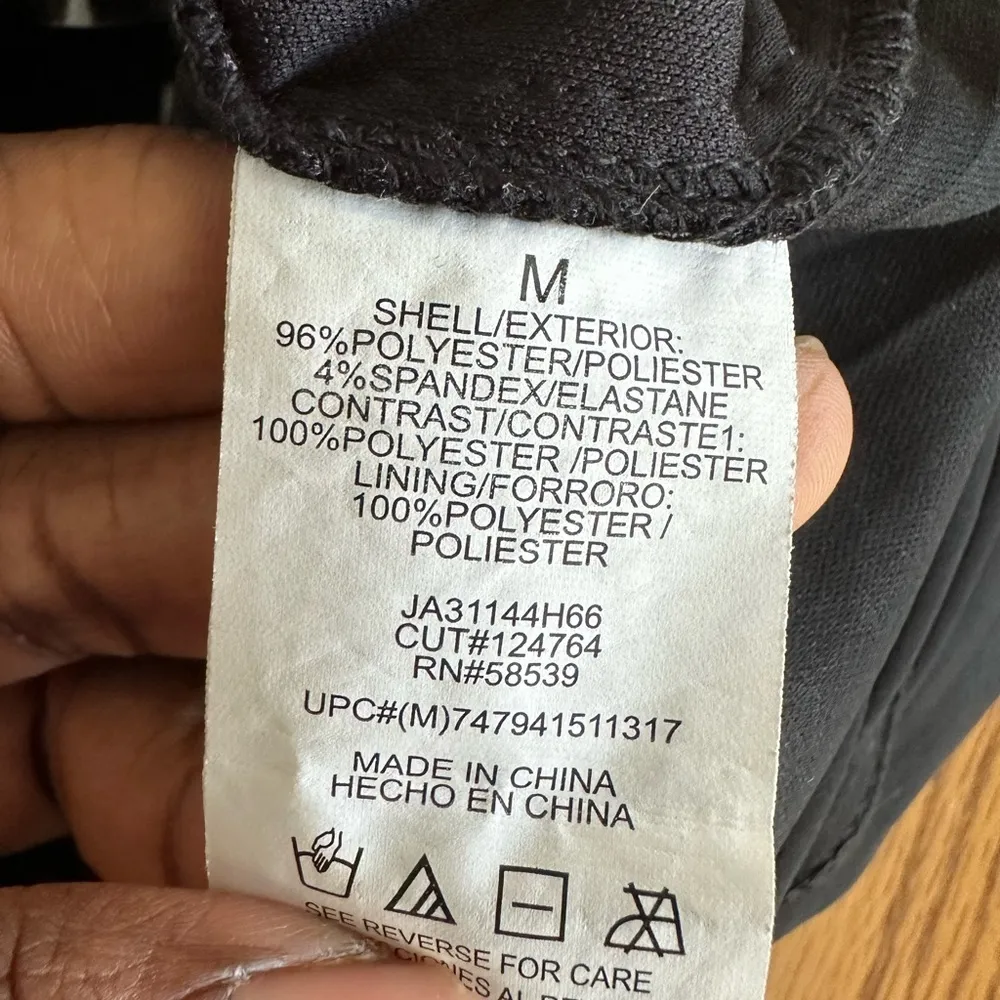 M
SHELL/EXTERIOR:
96%POLYESTER/POLIESTER
4%SPANDEX/ELASTANE
CONTRAST/CONTRASTE1:
100%POLYESTER /POLIESTER
LINING/FORRORO:
100%POLYESTER /
POLIESTER
JA31144H66
CUT#124764
RN#58539
UPC#(M)747941511317
MADE IN CHINA
HECHO EN CHINA
SEE REVERSE FOR CARE